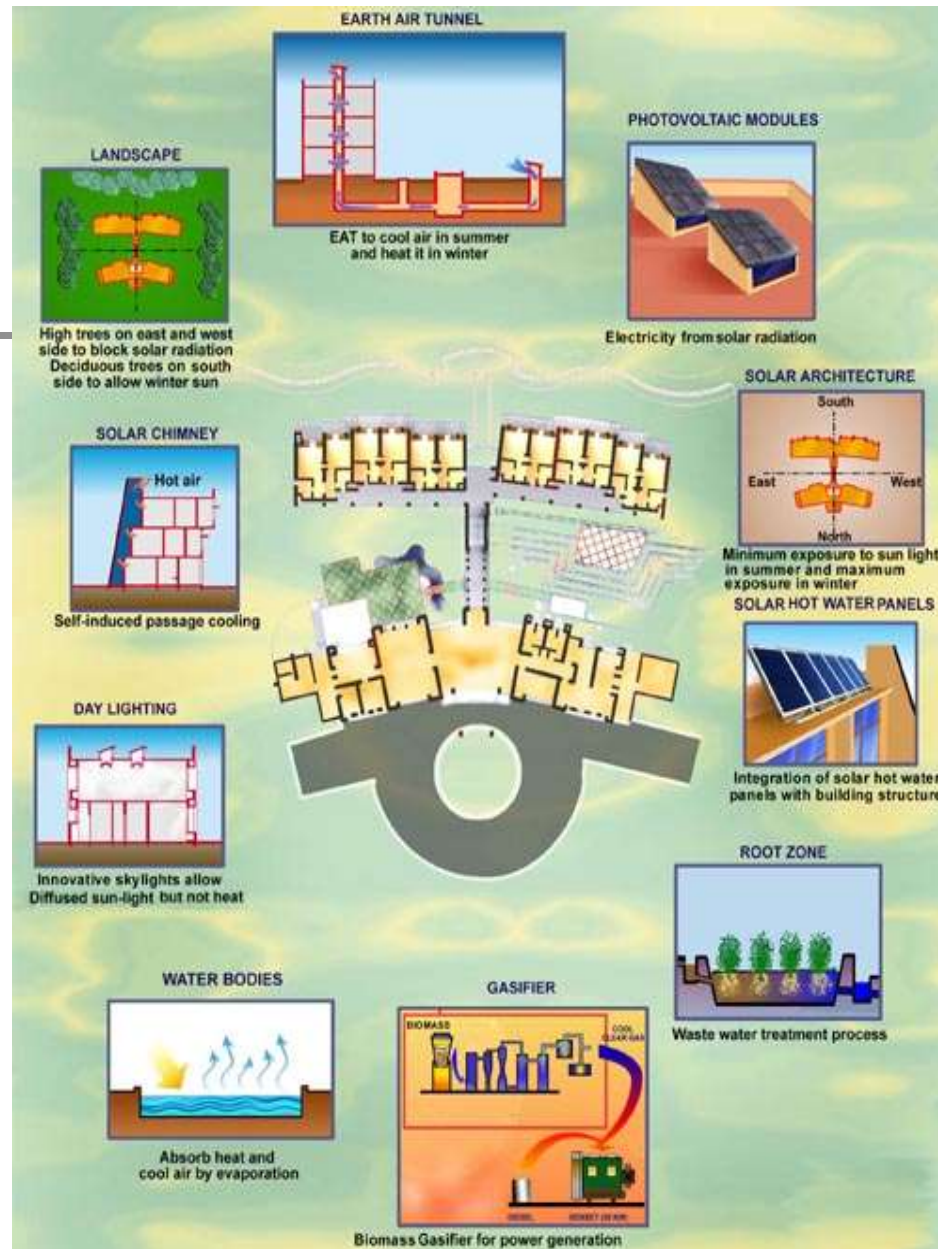 EARTH AIR TUNNEL
EAT to cool air in summer
and heat it in winter
PHOTOVOLTAIC MODULES
Electricity from solar radiation
LANDSCAPE
High trees on east and west
side to block solar radiation
Deciduous trees on south
side to allow winter sun
SOLAR ARCHITECTURE
South
East
West
North
Minimum exposure to sun light
in summer and maximum
exposure in winter
SOLAR CHIMNEY
Hot air
Self-induced passage cooling
SOLAR HOT WATER PANELS
Integration of solar hot water
panels with building structure
DAY LIGHTING
Innovative skylights allow
Diffused sun-light but not heat
ROOT ZONE
Waste water treatment process
WATER BODIES
Absorb heat and
cool air by evaporation
GASIFIER
BIOMASS
COOL
GAS
DIESEL
Biomass Gasifier for power generation